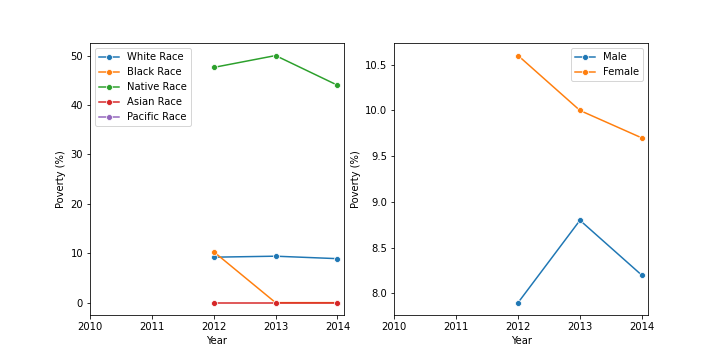 White Race
Black Race
Native Race
Asian Race
Pacific Race
50
40
30
20
10
0
Poverty (%)
2010 2011 2012 2013 2014
Year
Male
Female
10.5
10.0
9.5
9.0
8.5
8.0
Poverty (%)
2010 2011 2012 2013 2014
Year